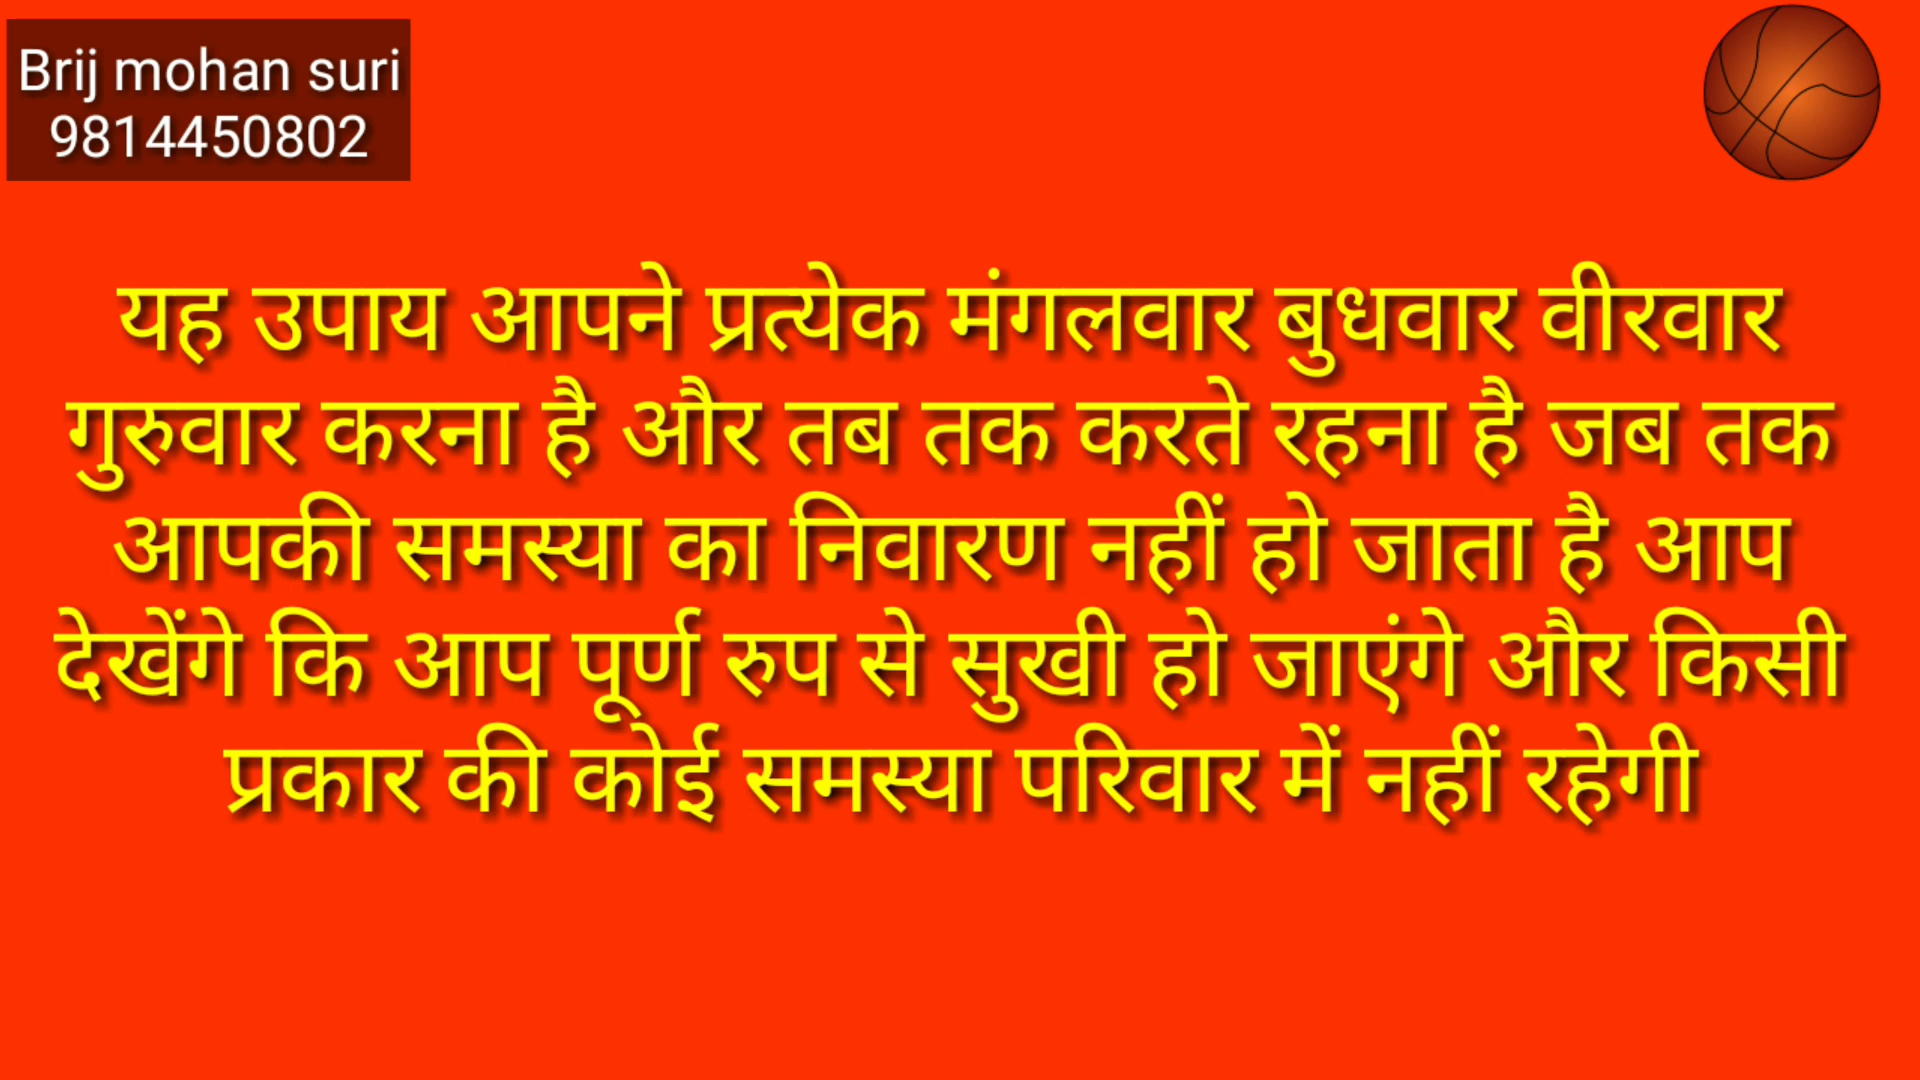 Brij mohan suri
9814450802
यह उपाय आपने प्रत्येक मंगलवार बुधवार वीरवार
गुरुवार करना है और तब तक करते रहना है जब तक
आपकी समस्या का निवारण नहीं हो जाता है आप
देखेंगे कि आप पूर्ण रुप से सुखी हो जाएंगे और किसी
प्रकार की कोई समस्या परिवार में नहीं रहेगी